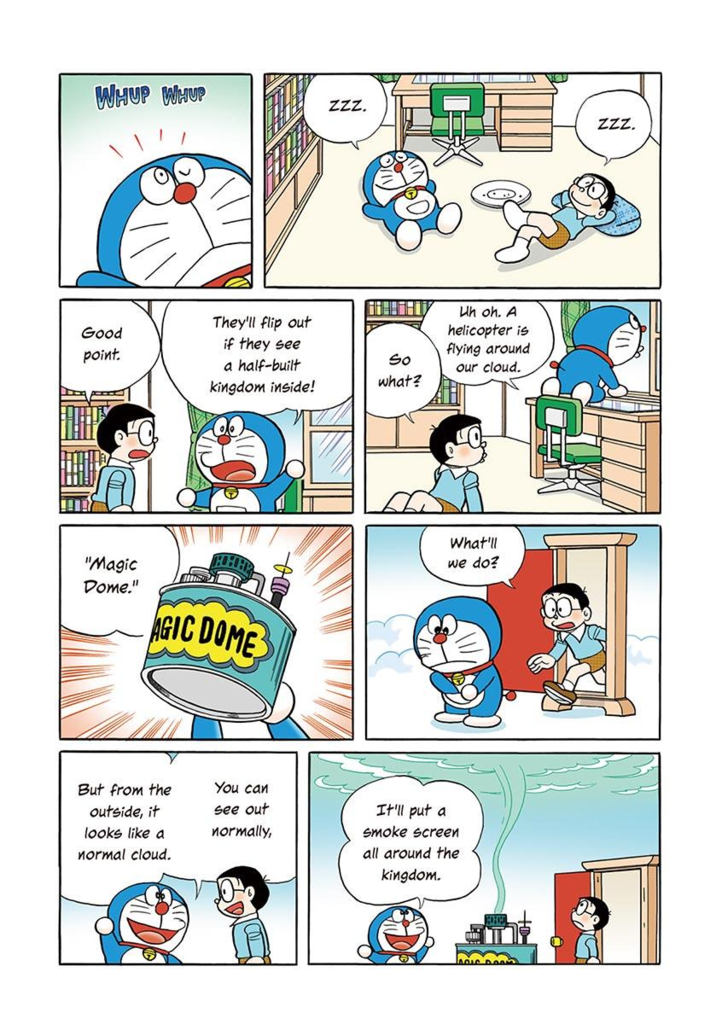 ZZZ.
ZZZ.
WHUP WHUP
Uh oh. A
helicopter is
flying around
our cloud.
So
what?
They'll flip out
if they see
a half-built
kingdom inside!
Good
point.
What'll
we do?
"Magic
Dome."
AGIC DOME
It'll put a
smoke screen
all around the
kingdom.
AGIC DOME
You can
see out
normally,
But from the
outside, it
looks like a
normal cloud.